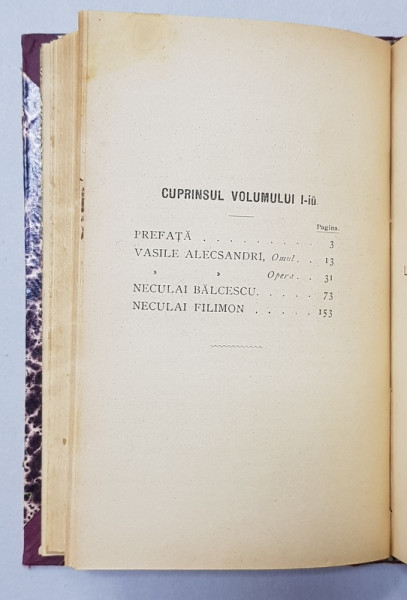 CUPRINSUL VOLUMULUI I-iŭ
Pagina.
PREFAȚĂ . . . . . . . . . 3
VASILE ALECSANDRI, Omul. . . 13
» » Opera . . 31
NECULAI BĂLCESCU. . . . . . 73
NECULAI FILIMON . . . . . 153
L